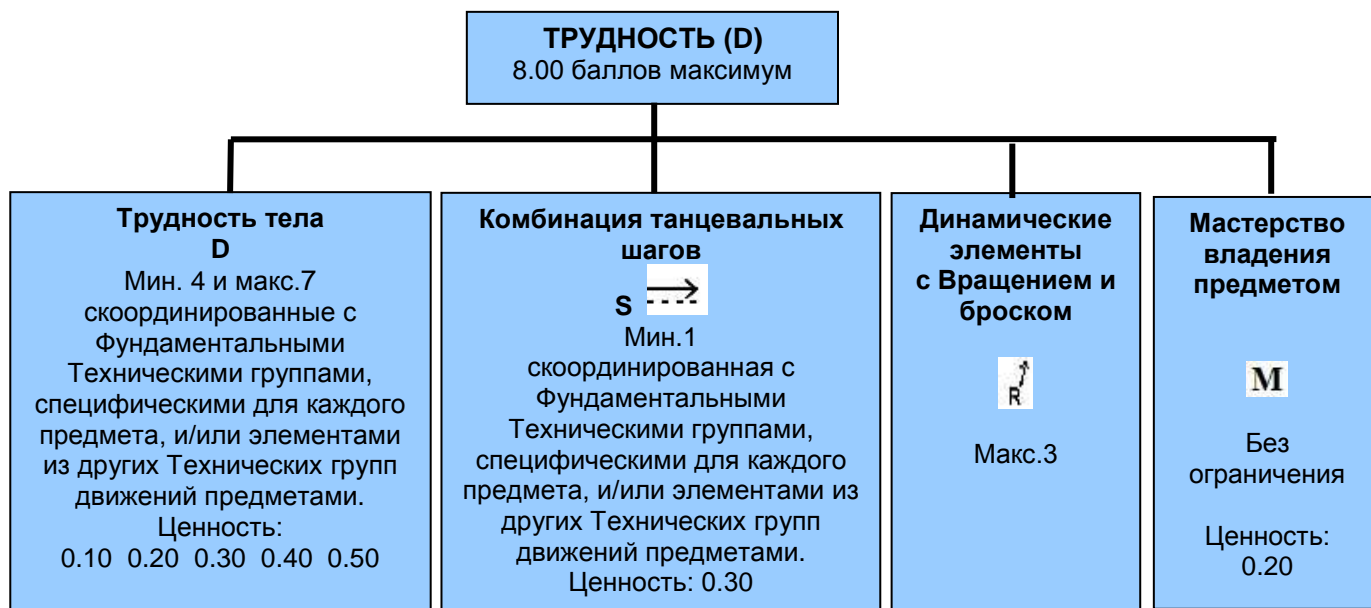 ТРУДНОСТЬ (D)
8.00 баллов максимум
Трудность тела
D
Мин. 4 и макс.7
скоординированные с
Фундаментальными
Техническими группами,
специфическими для каждого
предмета, и/или элементами
из других Технических групп
движений предметами.
Ценность:
0.10 0.20 0.30 0.40 0.50
Комбинация танцевальных
шагов
S
Мин.1
скоординированная с
Фундаментальными
Техническими группами,
специфическими для каждого
предмета, и/или элементами из
других Технических групп
движений предметами.
Ценность: 0.30
Динамические
элементы
с Вращением и
броском
R
Макс.3
Мастерство
владения
предметом
M
Без
ограничения
Ценность:
0.20